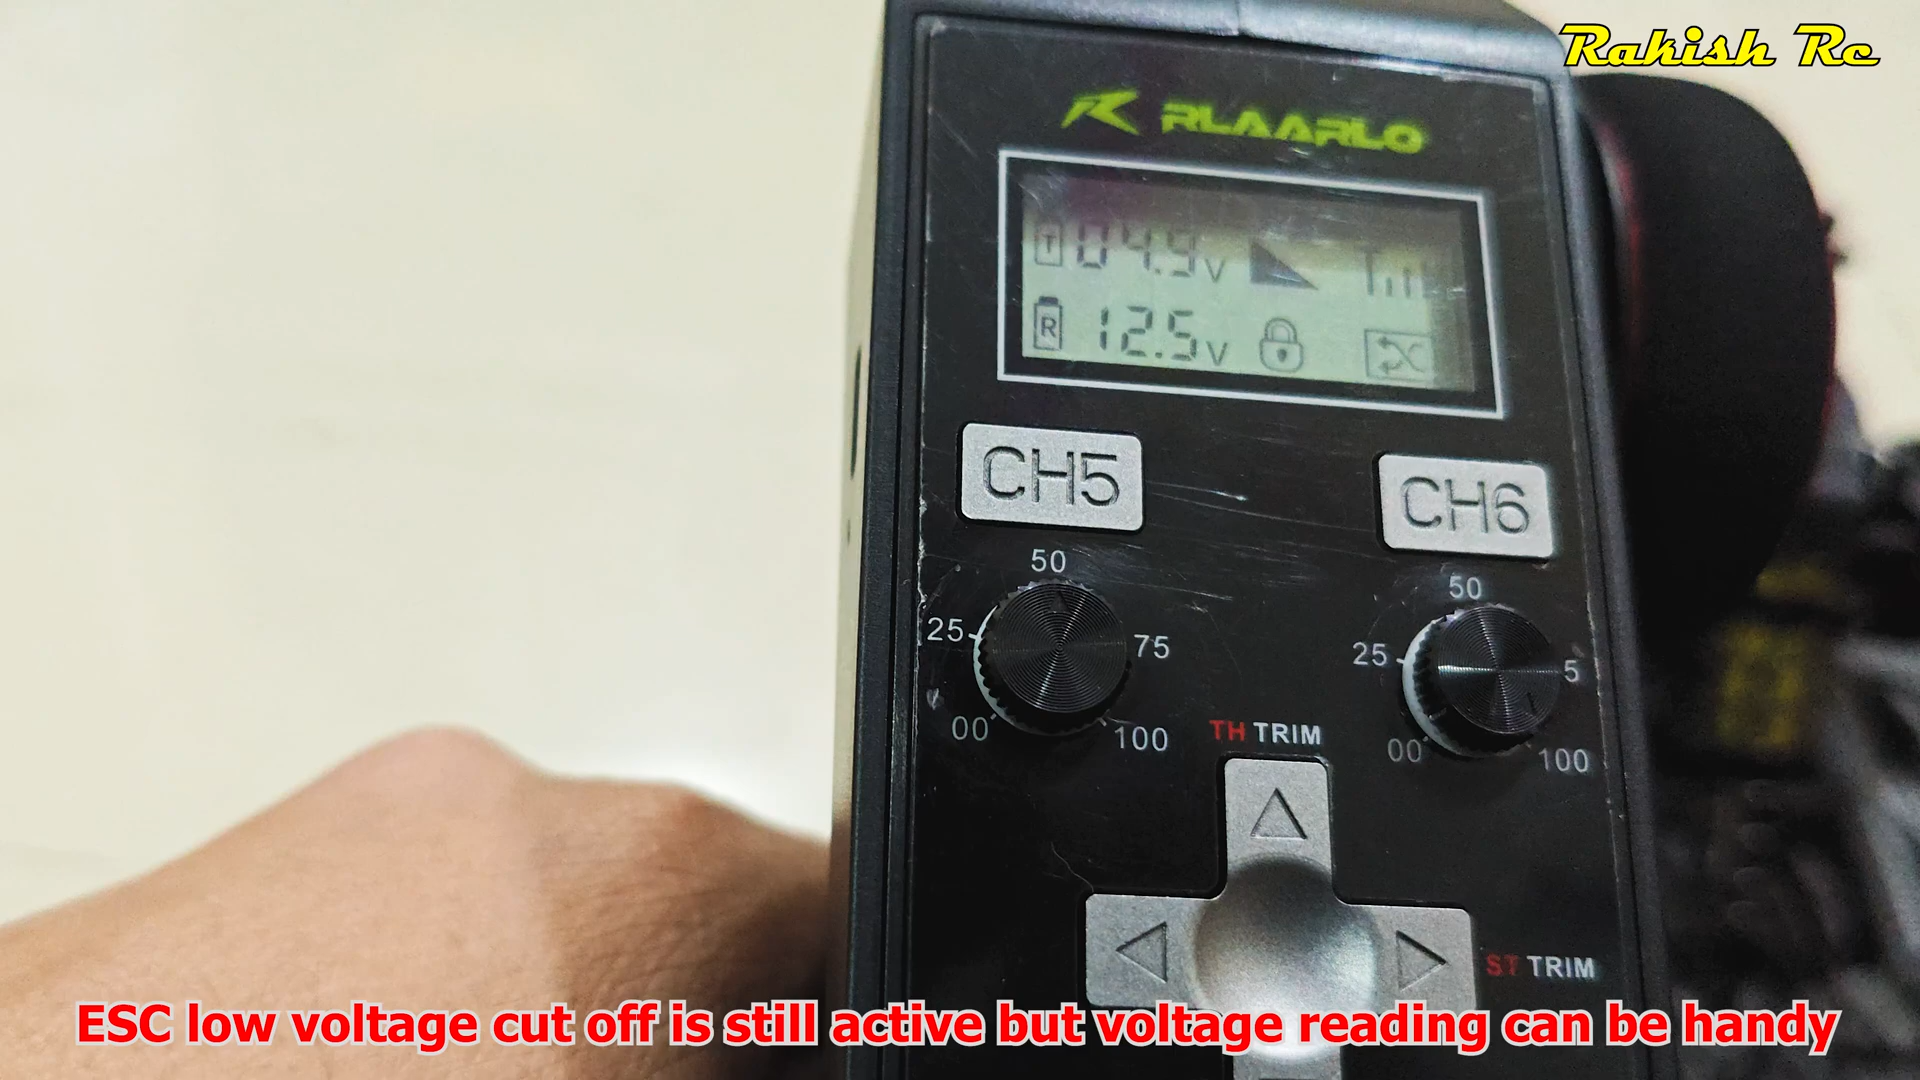 Rakish Rc
RLAARLO
T 04.9V
R 12.5V
CH5 CH6
50 50
25 75 25 5
00 100 00 100
TH TRIM
ST TRIM
ESC low voltage cut off is still active but voltage reading can be handy